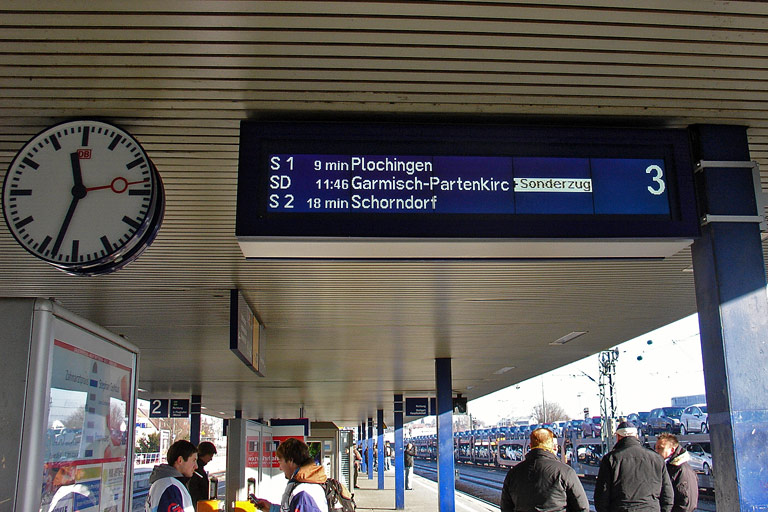 DB
S 1 9 min Plochingen
SD 11:46 Garmisch-Partenkirc Sonderzug
S 2 18 min Schorndorf
3
2